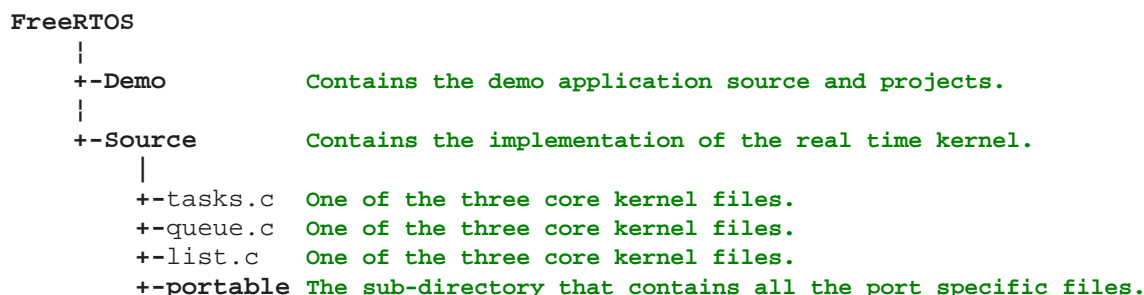 FreeRTOS
¦
+-Demo Contains the demo application source and projects.
¦
+-Source Contains the implementation of the real time kernel.
|
+-tasks.c One of the three core kernel files.
+-queue.c One of the three core kernel files.
+-list.c One of the three core kernel files.
+-portable The sub-directory that contains all the port specific files.